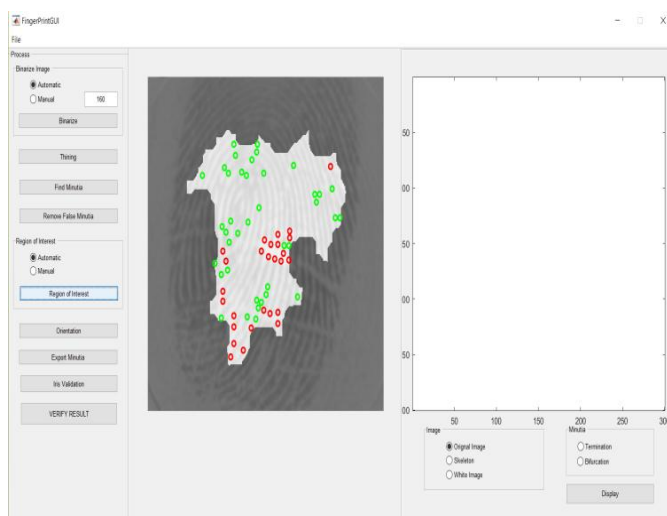 FingerPrintGUI
File
Process
Binarize Image
Automatic
Manual
160
Binarize
Thining
Find Minutia
Remove False Minutia
Region of Interest
Automatic
Manual
Region of Interest
Orientation
Export Minutia
Iris Validation
VERIFY RESULT
50
00
50
00
50
00
50 100 150 200 250 300
Image
Orignal Image
Skeleton
White Image
Minutia
Termination
Bifurcation
Display